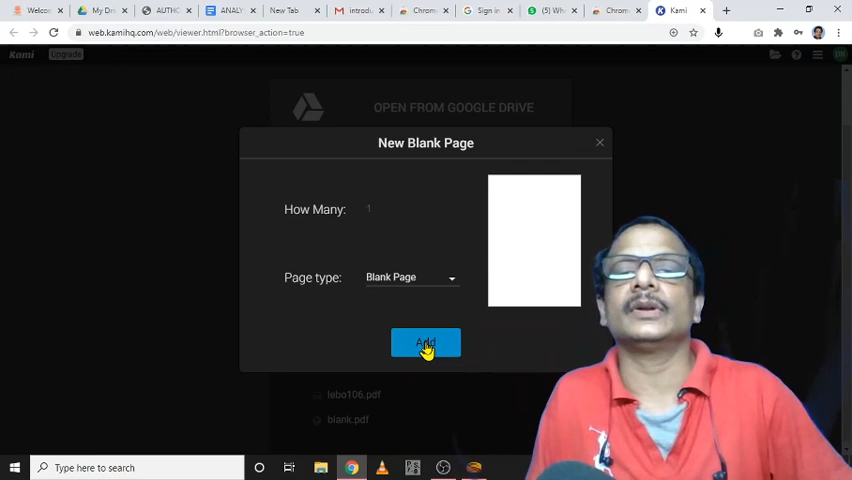 Welcom
My Dri
AUTHO
ANALY
New Tab
introdu
Chrom
Sign in
(5) Wh
Chrom
Kami
web.kamihq.com/web/viewer.html?browser_action=true
Kami
Upgrade
OPEN FROM GOOGLE DRIVE
New Blank Page
How Many:
1
Page type:
Blank Page
Add
lebo106.pdf
blank.pdf
Type here to search